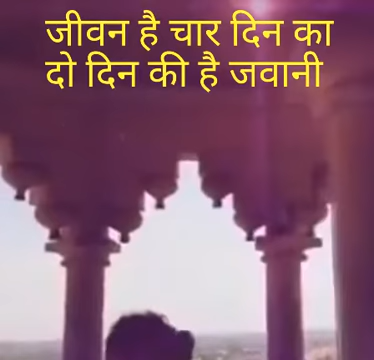 जीवन है चार दिन का
दो दिन की है जवानी